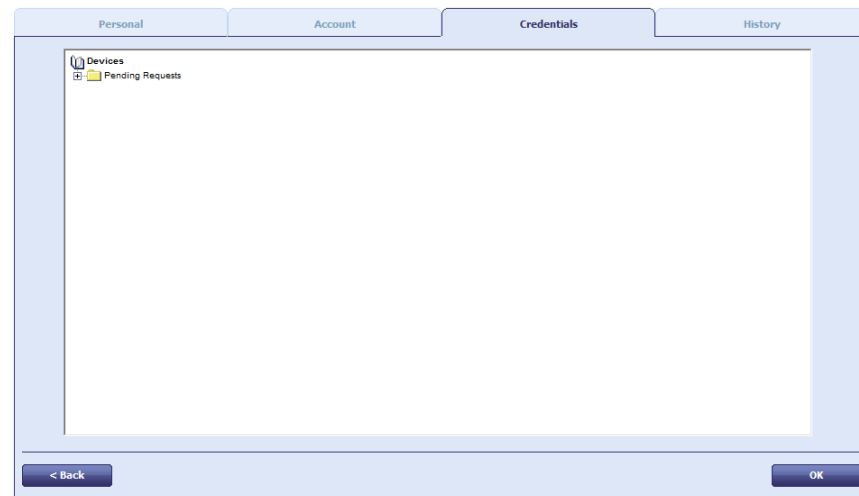 Personal Account Credentials History
Devices
Pending Requests
< Back OK